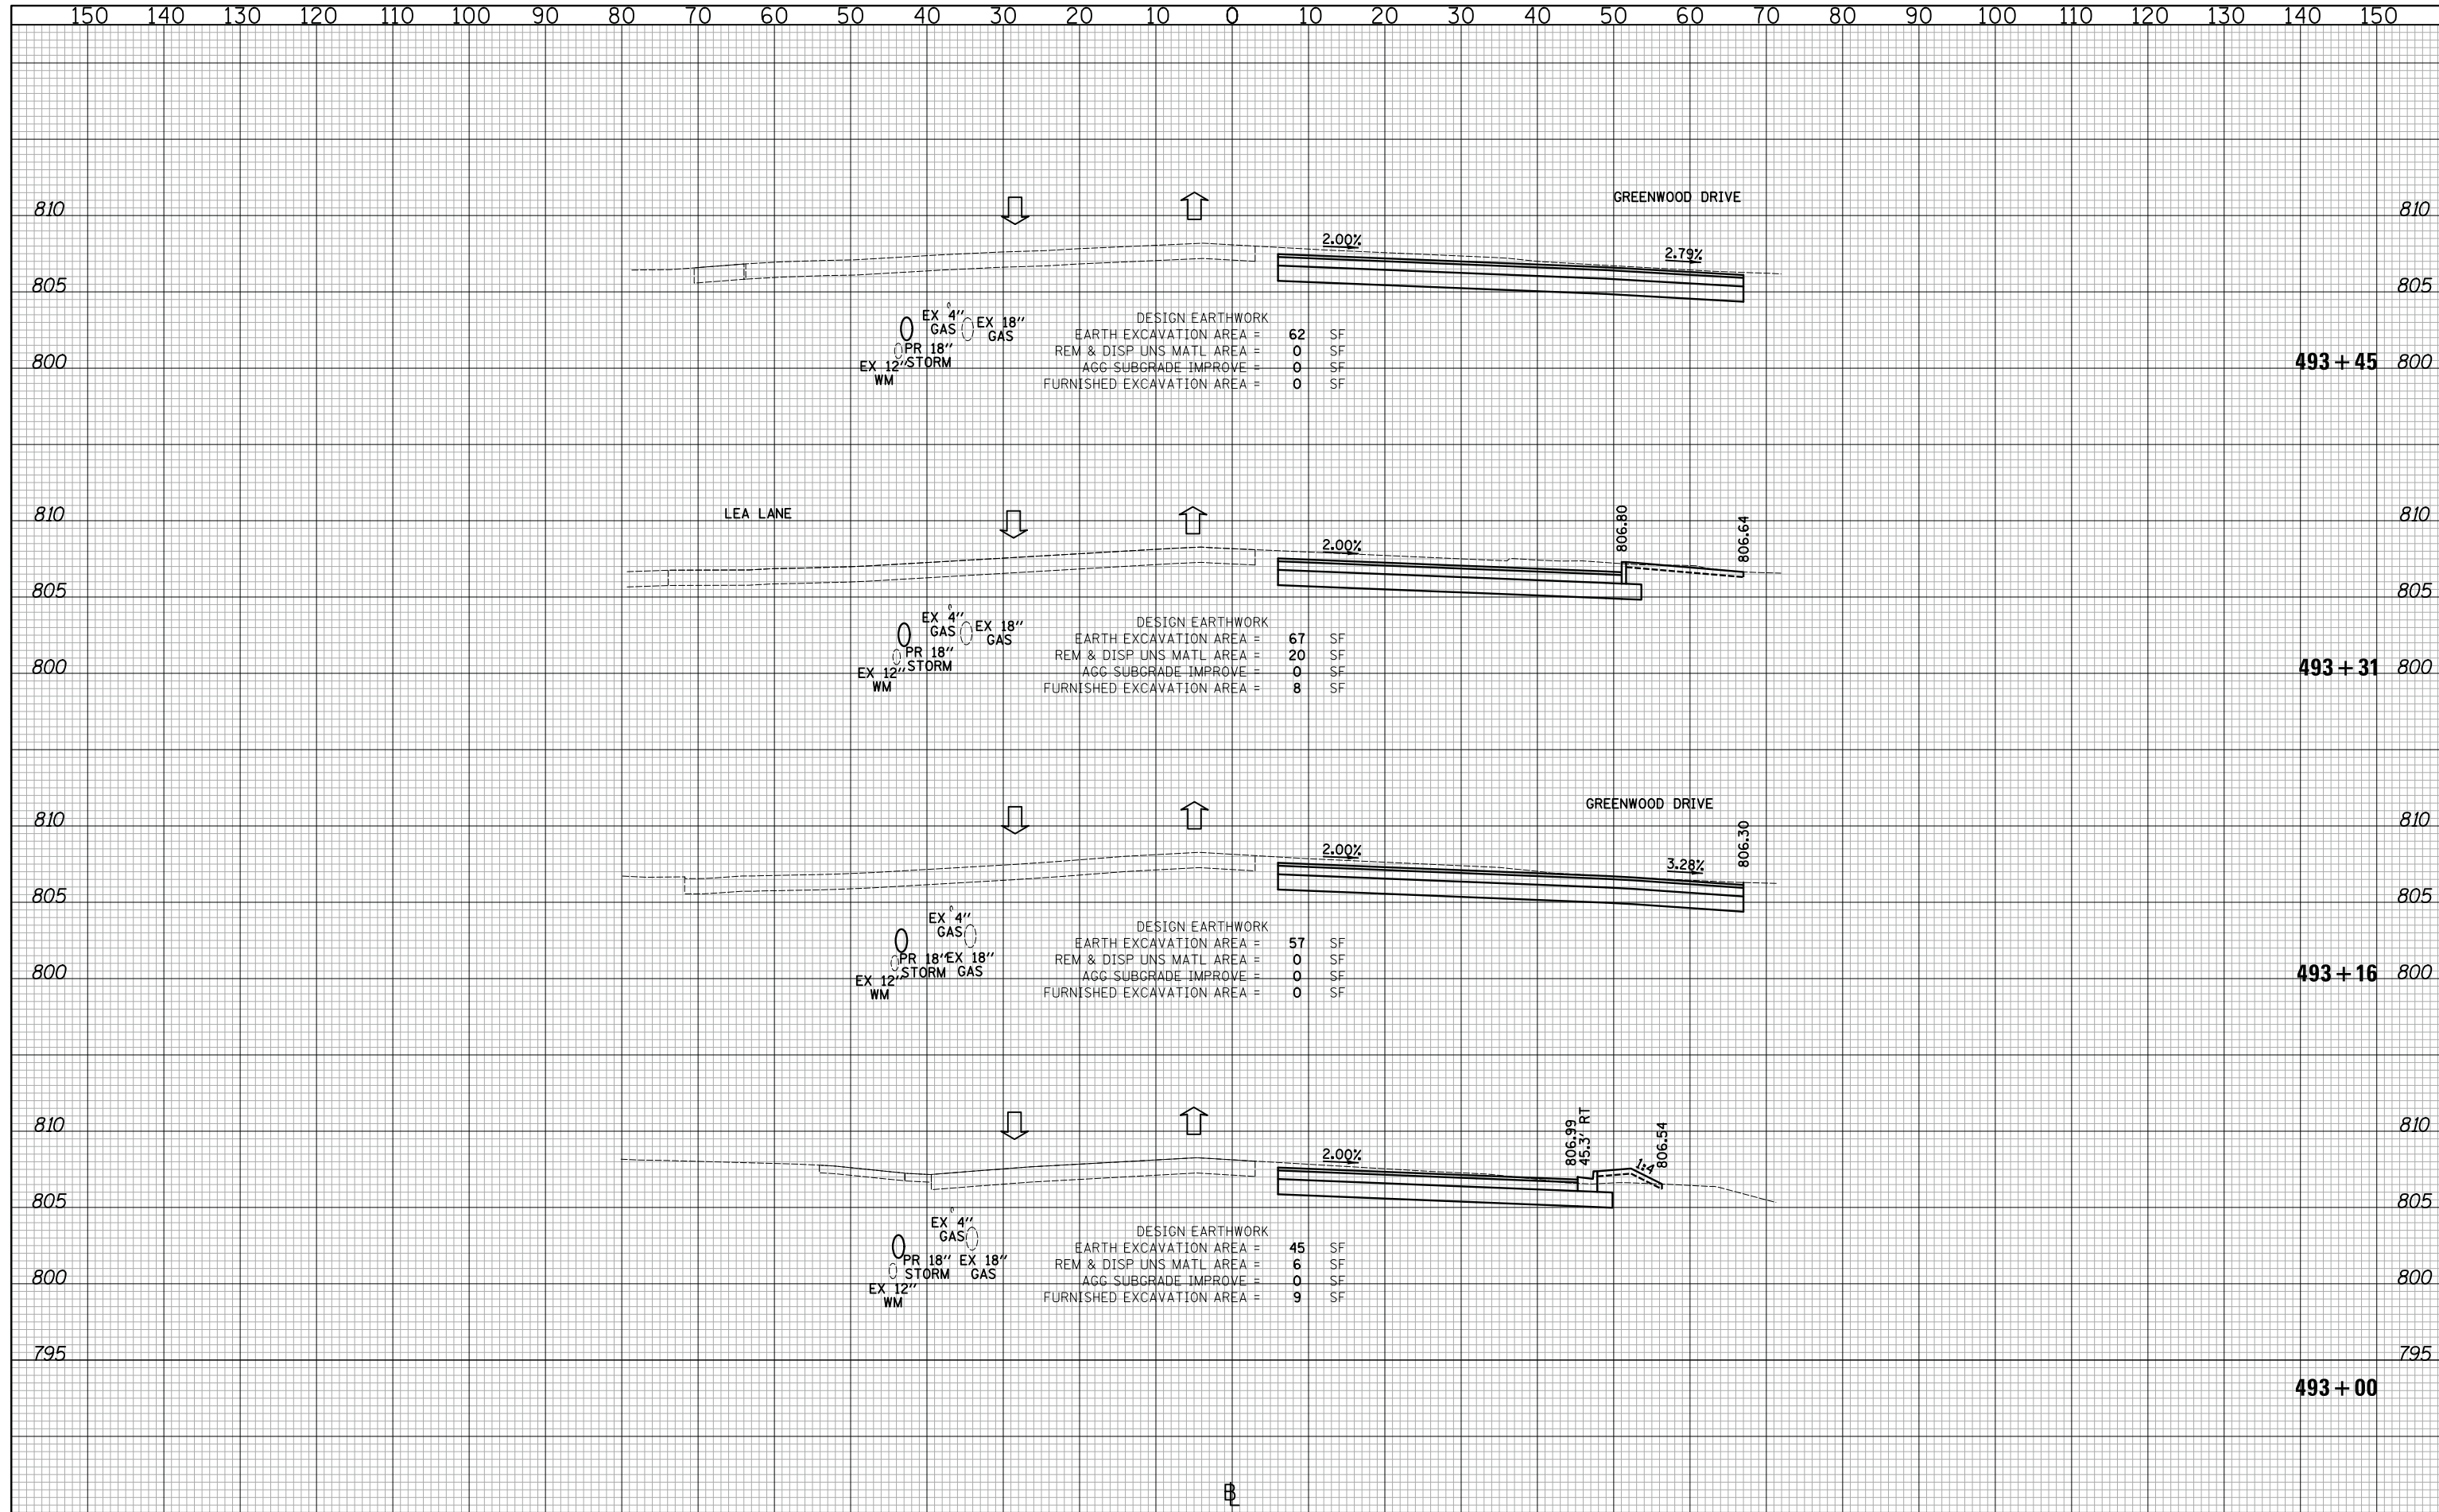 150 140 130 120 110 100 90 80 70 60 50 40 30 20 10 0 10 20 30 40 50 60 70 80 90 100 110 120 130 140 150
GREENWOOD DRIVE
810 810
2.00%
2.79%
805 805
EX 4"
GAS
EX 18"
GAS
PR 18"
STORM
EX 12"
WM
DESIGN EARTHWORK
EARTH EXCAVATION AREA = 62 SF
REM & DISP UNS MATL AREA = 0 SF
AGG SUBGRADE IMPROVE = 0 SF
FURNISHED EXCAVATION AREA = 0 SF
800 493+45 800
LEA LANE
810 810
806.80
806.64
2.00%
805 805
EX 4"
GAS
EX 18"
GAS
PR 18"
STORM
EX 12"
WM
DESIGN EARTHWORK
EARTH EXCAVATION AREA = 67 SF
REM & DISP UNS MATL AREA = 20 SF
AGG SUBGRADE IMPROVE = 0 SF
FURNISHED EXCAVATION AREA = 8 SF
800 493+31 800
GREENWOOD DRIVE
810 810
806.30
2.00%
3.28%
805 805
EX 4"
GAS
PR 18"
STORM
EX 18"
GAS
EX 12"
WM
DESIGN EARTHWORK
EARTH EXCAVATION AREA = 57 SF
REM & DISP UNS MATL AREA = 0 SF
AGG SUBGRADE IMPROVE = 0 SF
FURNISHED EXCAVATION AREA = 0 SF
800 493+16 800
810 810
806.99
45.3' RT
806.54
2.00%
1:4
805 805
EX 4"
GAS
PR 18"
STORM
EX 18"
GAS
EX 12"
WM
DESIGN EARTHWORK
EARTH EXCAVATION AREA = 45 SF
REM & DISP UNS MATL AREA = 6 SF
AGG SUBGRADE IMPROVE = 0 SF
FURNISHED EXCAVATION AREA = 9 SF
800 800
795 795
493+00
BL